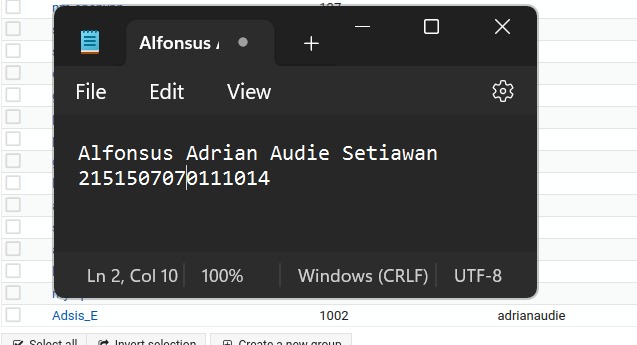 Alfonsus
File
Edit
View
Alfonsus Adrian Audie Setiawan
2151507070111014
Ln 2, Col 10
100%
Windows (CRLF)
UTF-8
Adsis_E
1002
adrianaudie
Select all
Invert selection
Create a new group